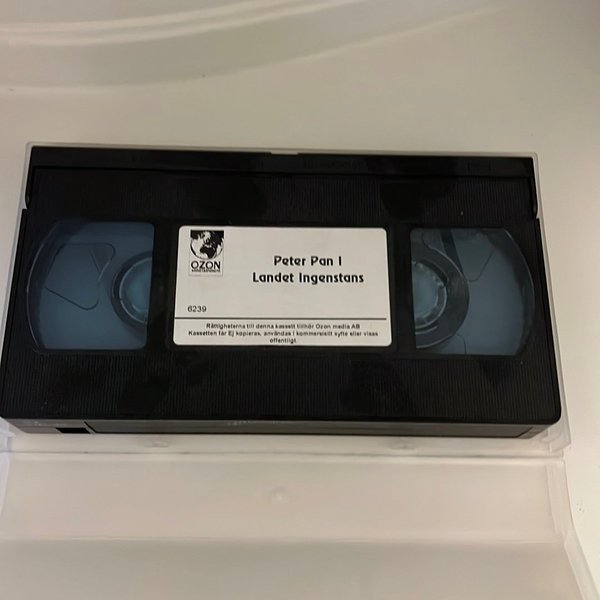 OZON
Peter Pan I
Landet Ingenstans
6239
Rättigheterna till denna kassett tillhör Ozon media AB
Kassetten får Ej kopieras, användas i kommersiellt syfte eller visas
offentligt.